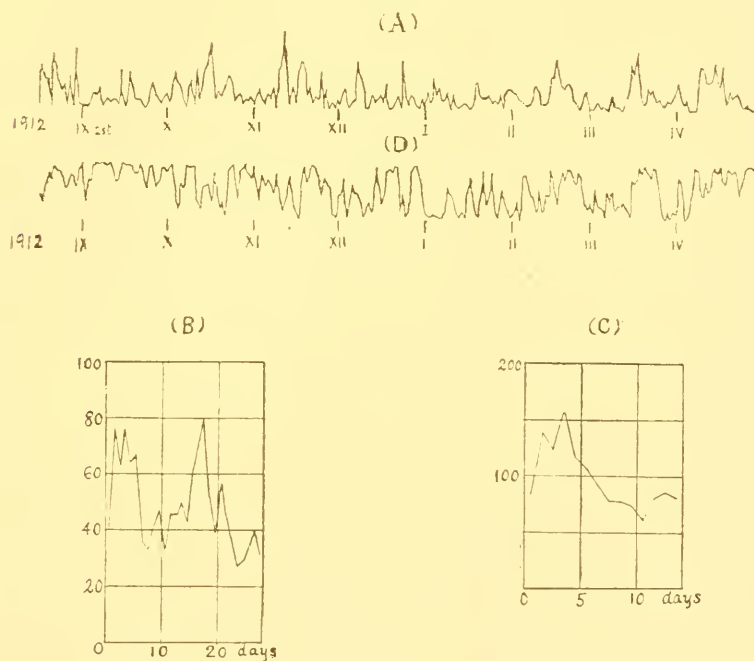 (A)
1912 IX 1st X XI XII I II III IV
(D)
1912 IX X XI XII I II III IV
(B)
100
80
60
40
20
0 10 20 days
(C)
200
100
0 5 10 days